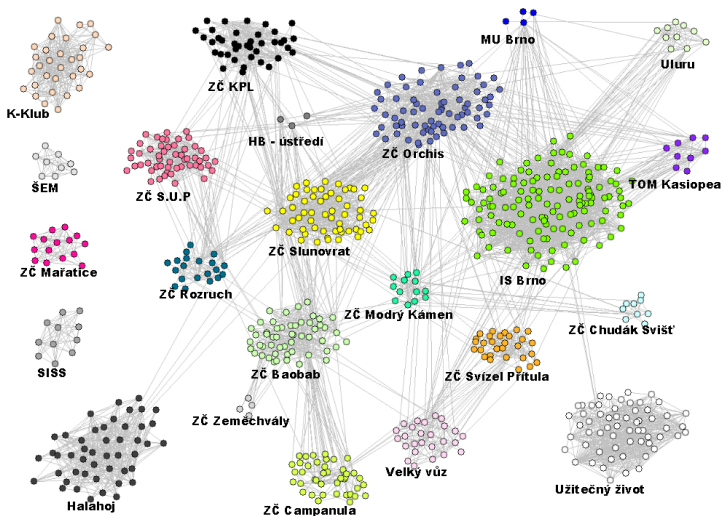 MU Brno
Uluru
ZČ KPL
K-Klub
HB - ústředí
ZČ Orchis
ŠEM
ZČ S.U.P
TOM Kasiopea
ZČ Slunovrat
ZČ Mařatice
IS Brno
ZČ Rozruch
ZČ Modrý Kámen
ZČ Chudák Svišť
SISS
ZČ Baobab
ZČ Svízel Přítula
ZČ Zeměchvály
Velký vůz
Užitečný život
Halahoj
ZČ Campanula